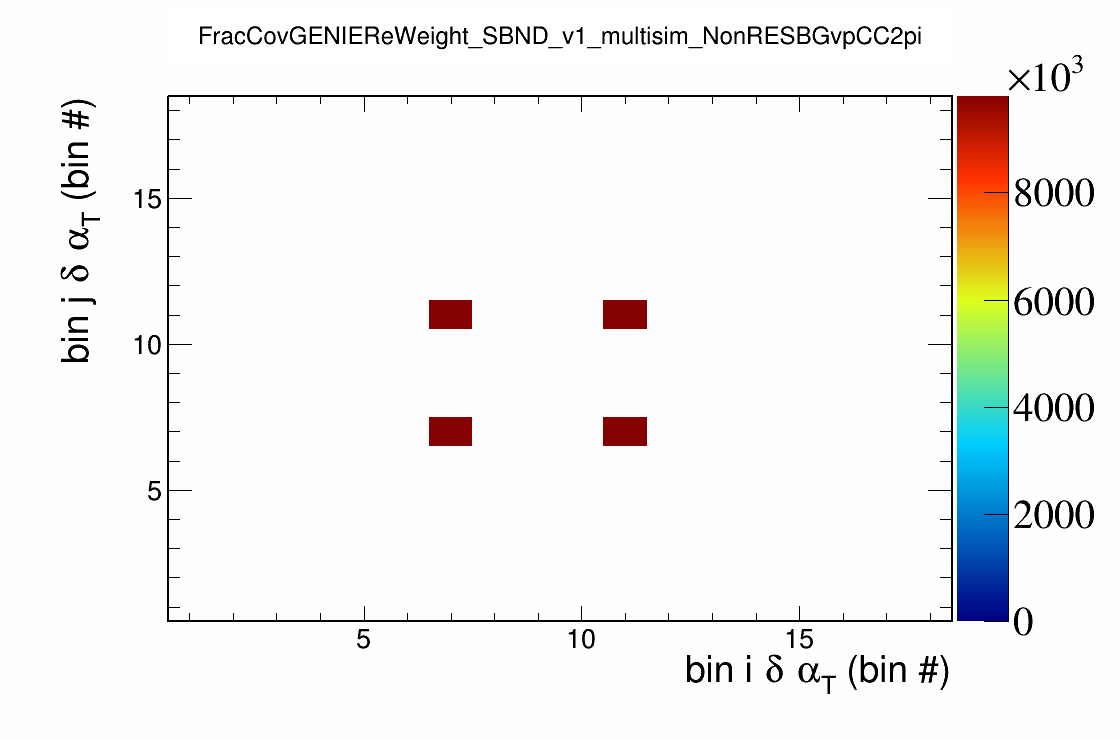 FracCovGENIEReWeight_SBND_v1_multisim_NonRESBGvpCC2pi
×10³
bin j δ α_T (bin #)
15
10
5
5 10 15
bin i δ α_T (bin #)
8000
6000
4000
2000
0